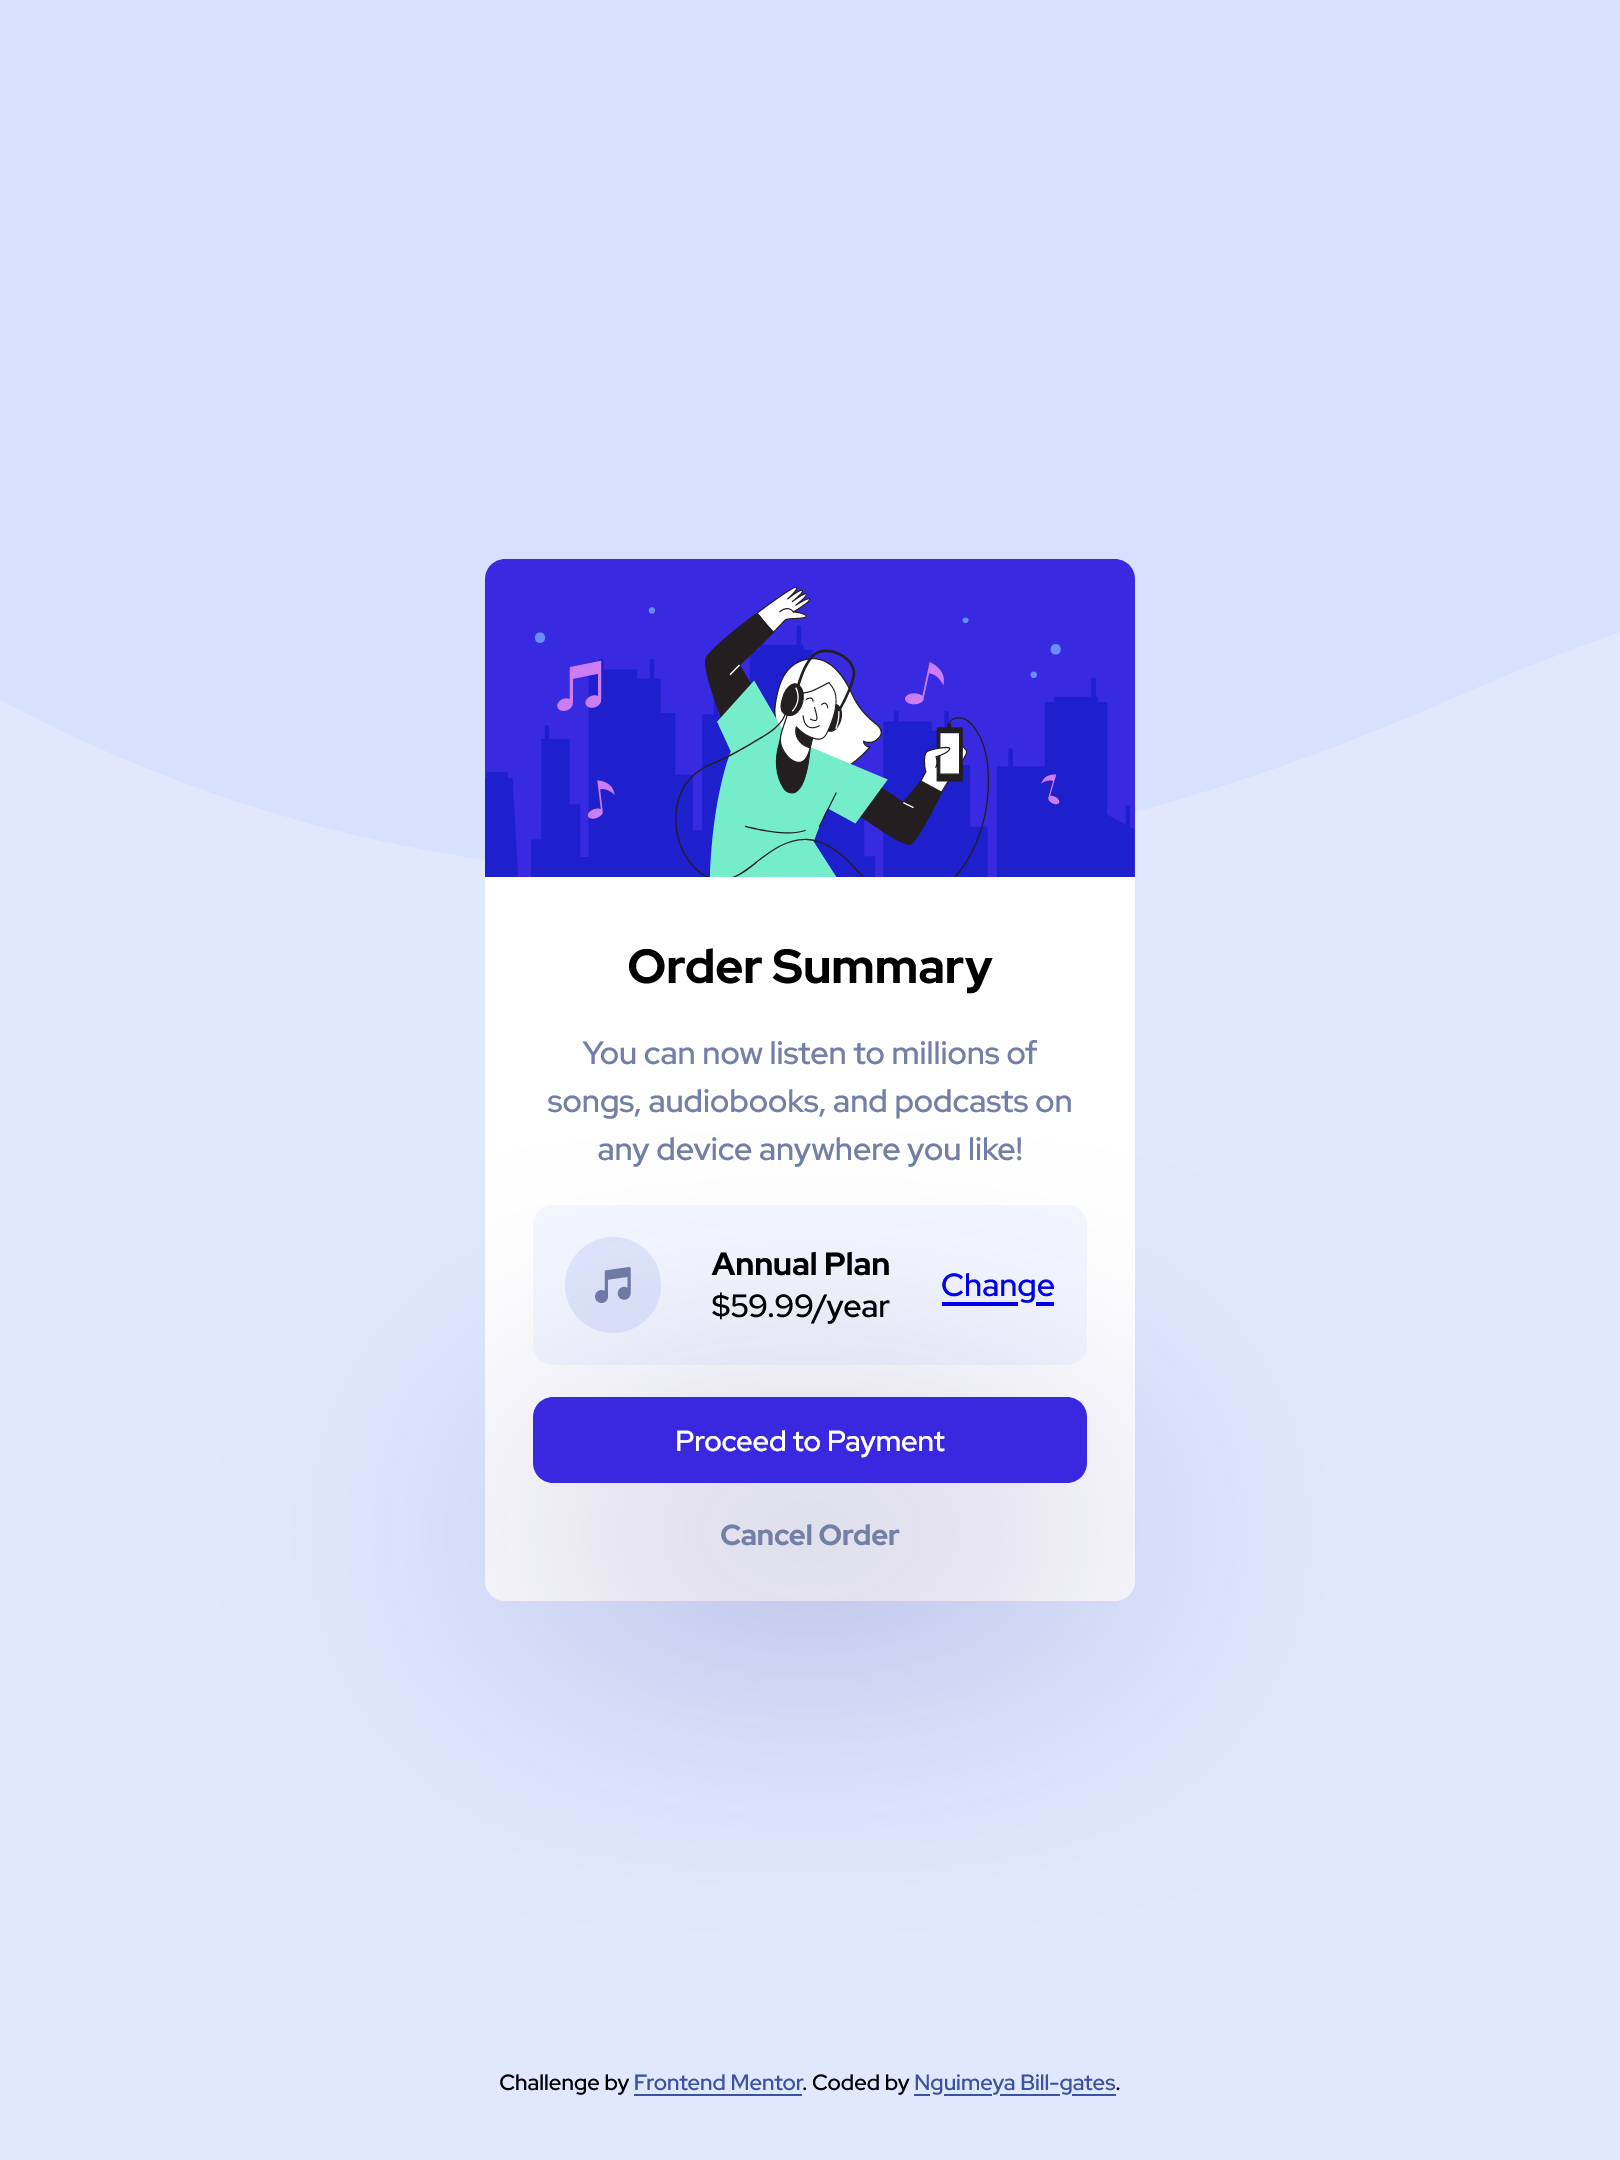 Order Summary
You can now listen to millions of
songs, audiobooks, and podcasts on
any device anywhere you like!
Annual Plan
$59.99/year
Change
Proceed to Payment
Cancel Order
Challenge by Frontend Mentor. Coded by Nguimeya Bill-gates.